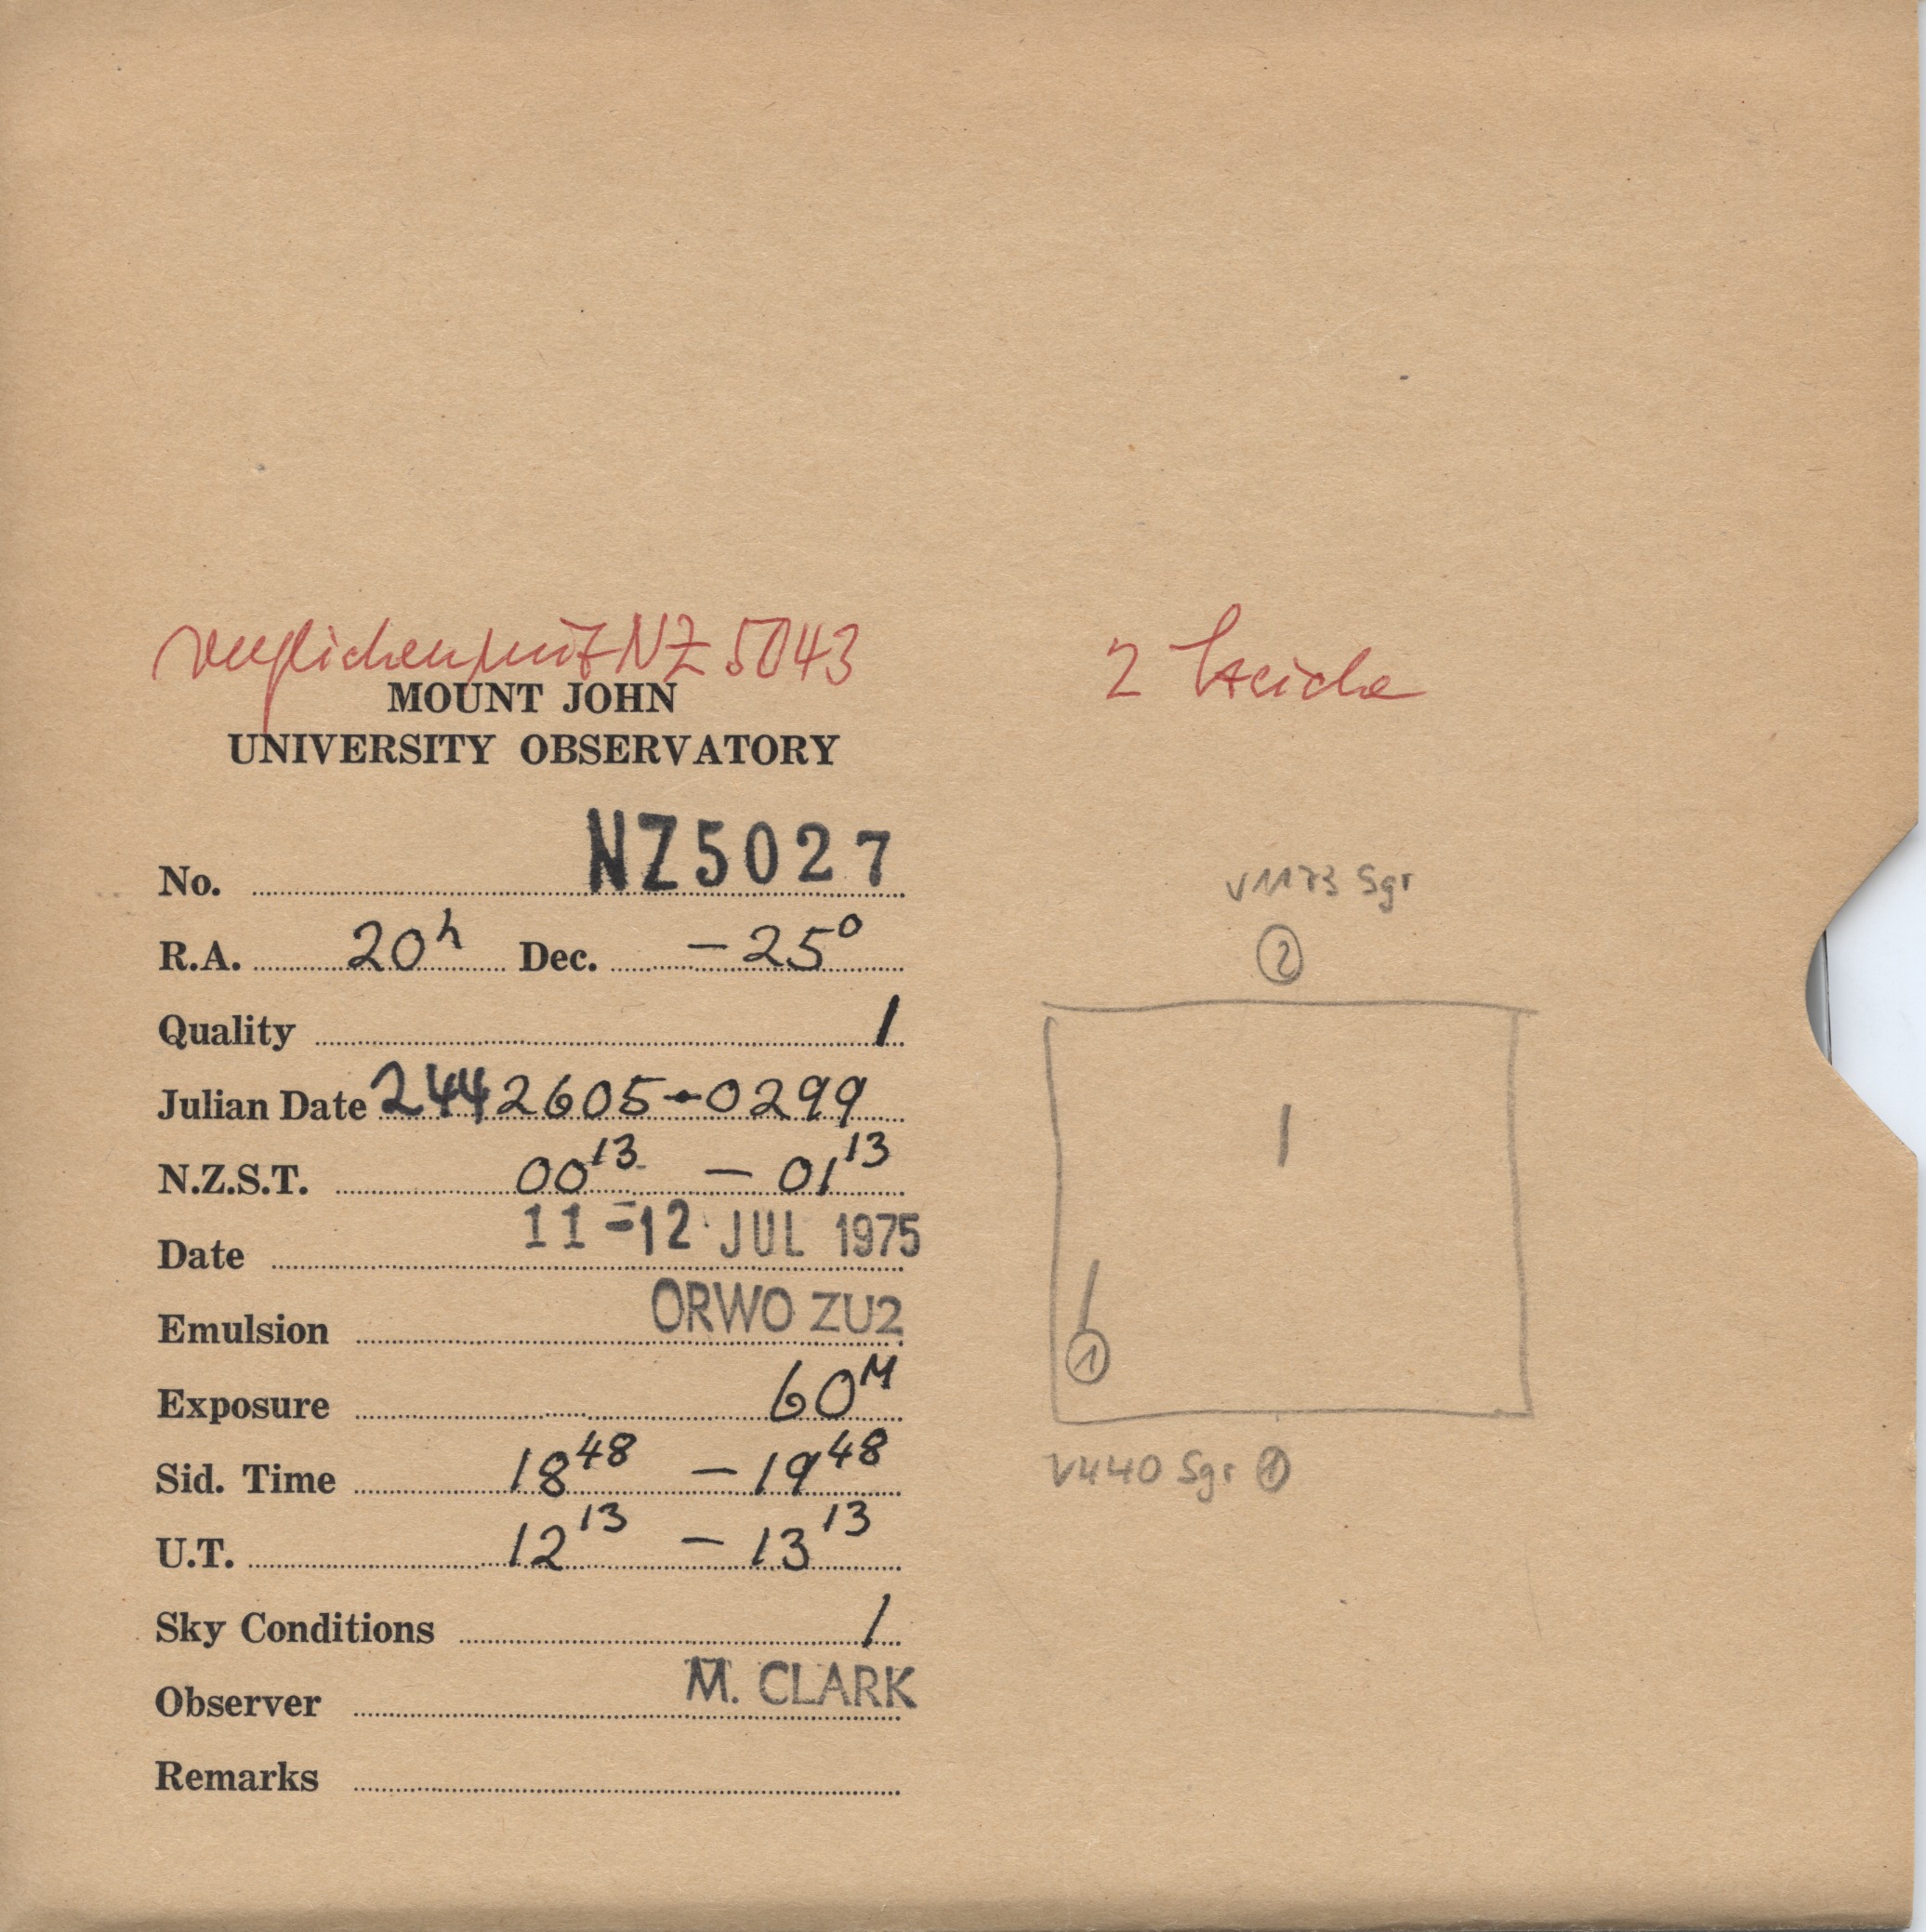 verglichen mit NZ 5043
2 Striche
MOUNT JOHN
UNIVERSITY OBSERVATORY
No. NZ5027
R.A. 20h Dec. -25°
Quality 1
Julian Date 2442605.0299
N.Z.S.T. 00 13 - 01 13
Date 11-12 JUL 1975
Emulsion ORWO ZU2
Exposure 60M
Sid. Time 18 48 - 19 48
U.T. 12 13 - 13 13
Sky Conditions 1
Observer M. CLARK
Remarks
V1173 Sgr
2
1
V440 Sgr 1